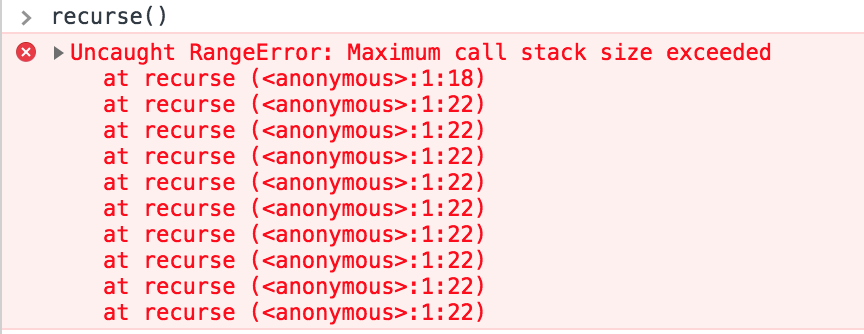 > recurse()
Uncaught RangeError: Maximum call stack size exceeded
at recurse (<anonymous>:1:18)
at recurse (<anonymous>:1:22)
at recurse (<anonymous>:1:22)
at recurse (<anonymous>:1:22)
at recurse (<anonymous>:1:22)
at recurse (<anonymous>:1:22)
at recurse (<anonymous>:1:22)
at recurse (<anonymous>:1:22)
at recurse (<anonymous>:1:22)
at recurse (<anonymous>:1:22)